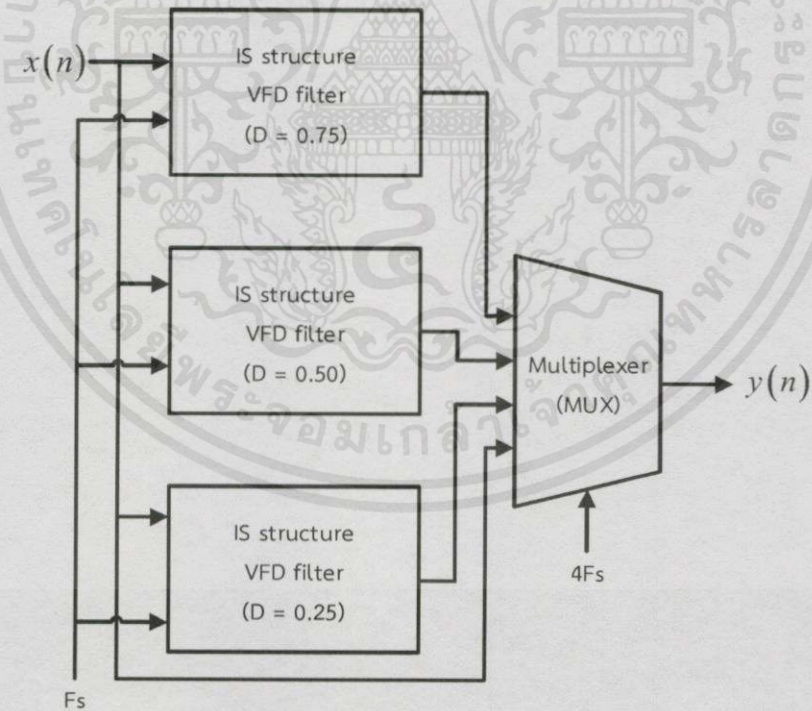 x(n)
IS structure
VFD filter
(D = 0.75)
IS structure
VFD filter
(D = 0.50)
Multiplexer
(MUX)
y(n)
IS structure
VFD filter
(D = 0.25)
4Fs
Fs